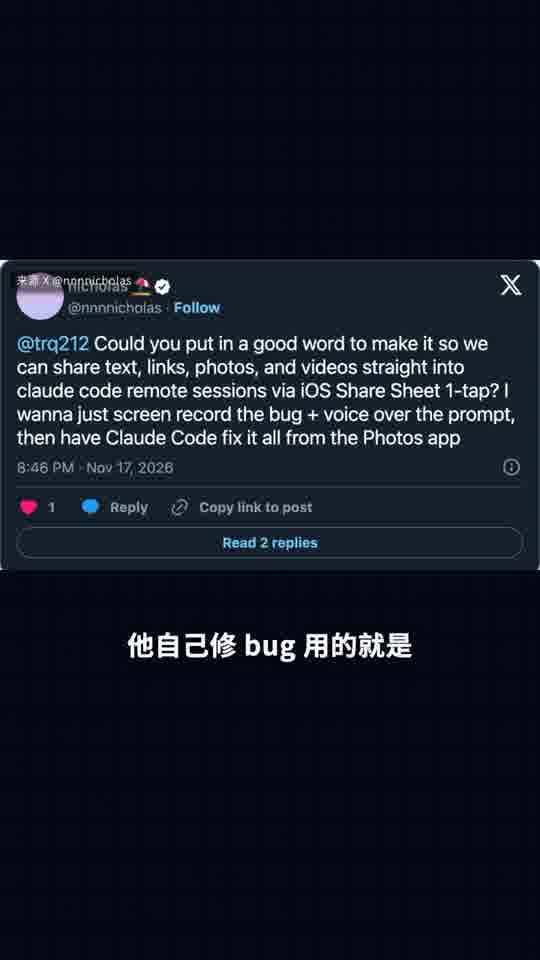 来源 X @nnnnicholas
nicholas
@nnnnicholas · Follow
@trq212 Could you put in a good word to make it so we
can share text, links, photos, and videos straight into
claude code remote sessions via iOS Share Sheet 1-tap? I
wanna just screen record the bug + voice over the prompt,
then have Claude Code fix it all from the Photos app
8:46 PM · Nov 17, 2026
1 Reply Copy link to post
Read 2 replies
他自己修 bug 用的就是